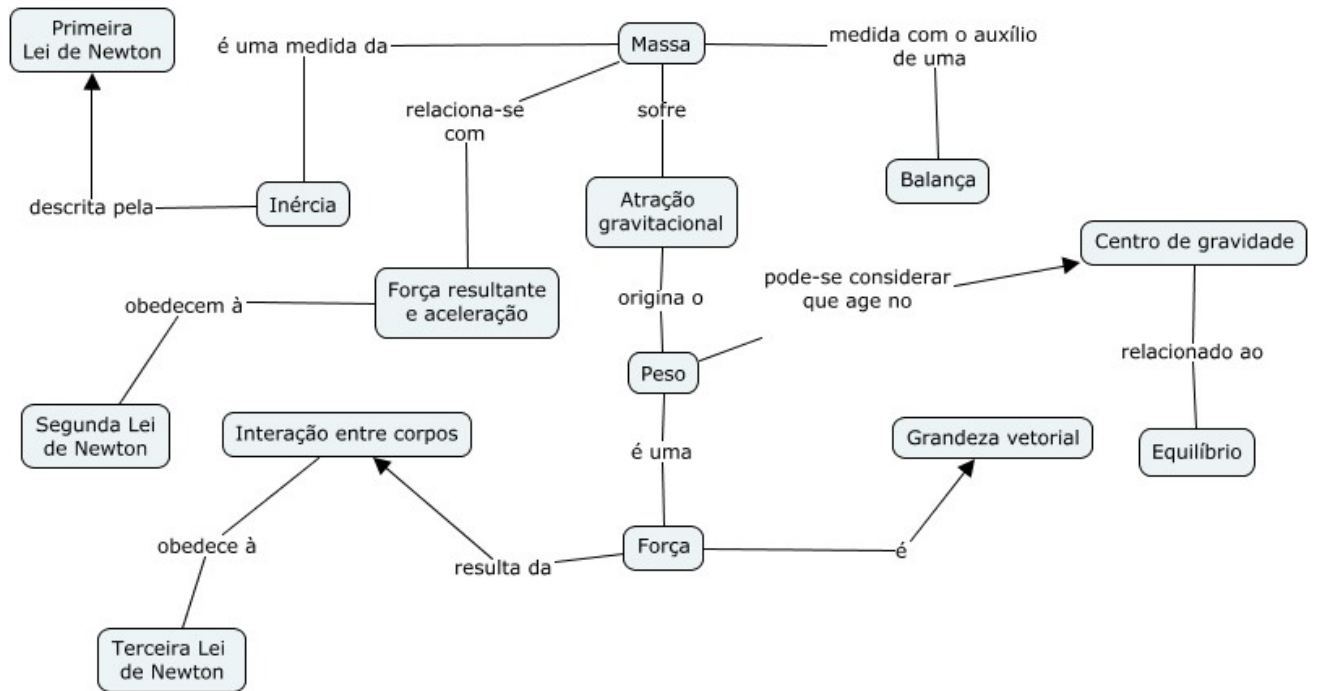 Primeira
Lei de Newton
é uma medida da
Massa
medida com o auxílio
de uma
relaciona-se
com
sofre
descrita pela
Inércia
Atração
gravitacional
Balança
Centro de gravidade
obedecem à
Força resultante
e aceleração
origina o
pode-se considerar
que age no
relacionado ao
Peso
Segunda Lei
de Newton
Interação entre corpos
é uma
Grandeza vetorial
Equilíbrio
obedece à
resulta da
Força
é
Terceira Lei
de Newton